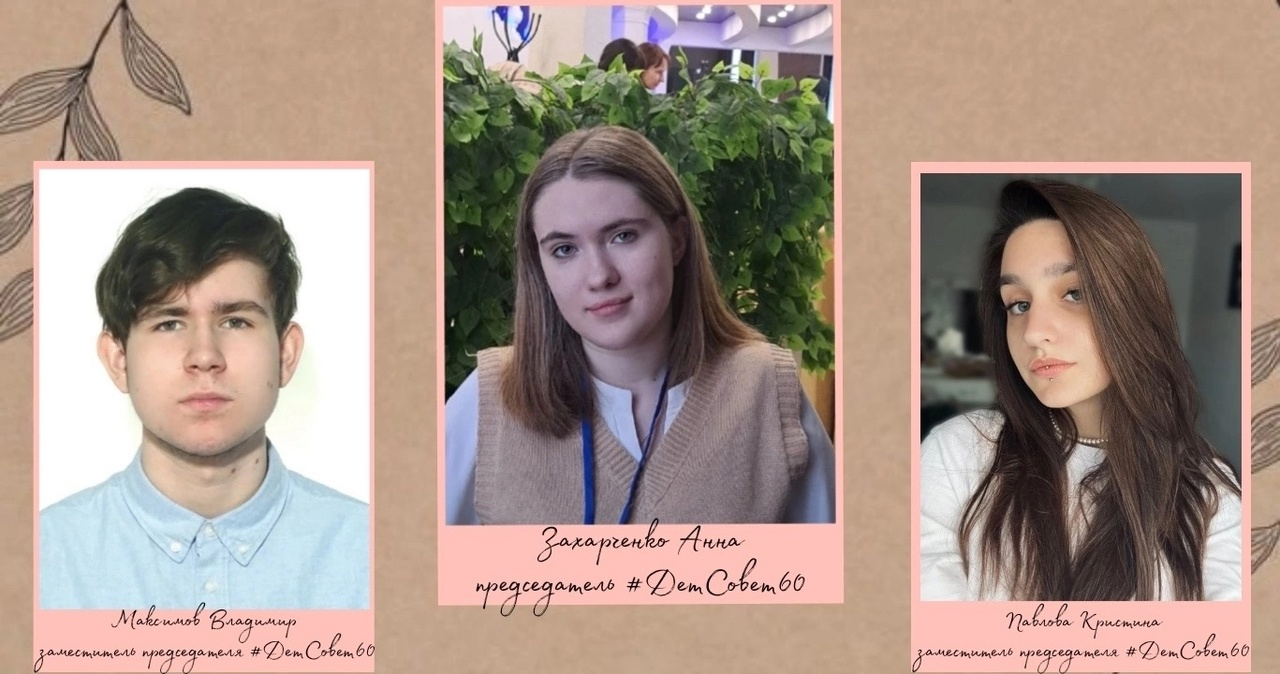 Захарченко Анна
председатель #ДетСовет60
Максимов Владимир
заместитель председателя #ДетСовет60
Павлова Кристина
заместитель председателя #ДетСовет60